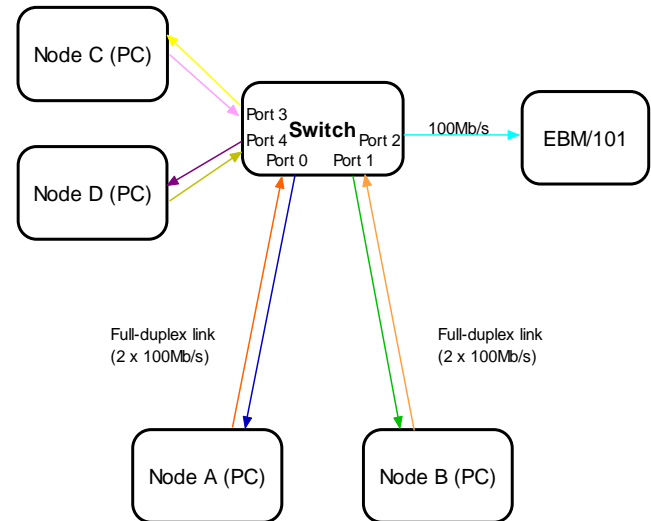 Node C (PC)
Port 3
Switch
Port 4
Port 2
100Mb/s
EBM/101
Port 0
Port 1
Node D (PC)
Full-duplex link
(2 x 100Mb/s)
Full-duplex link
(2 x 100Mb/s)
Node A (PC)
Node B (PC)